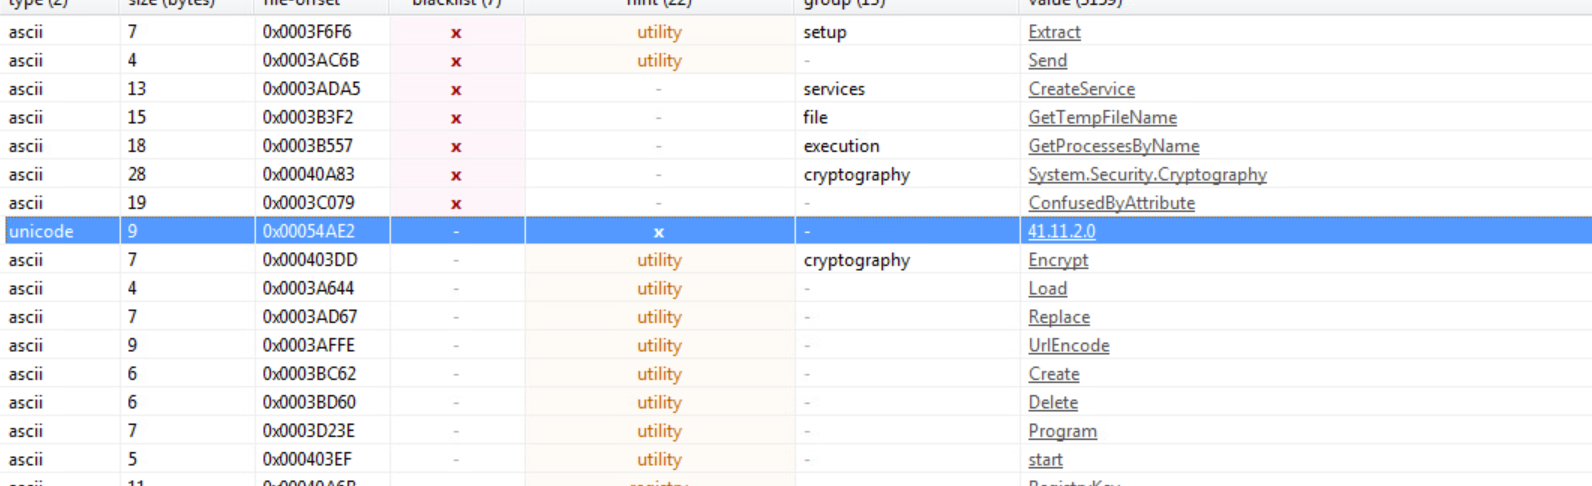 type (2) size (bytes) file-offset blacklist (7) hint (22) group (15) value (3159)
ascii 7 0x0003F6F6 x utility setup Extract
ascii 4 0x0003AC6B x utility - Send
ascii 13 0x0003ADA5 x - services CreateService
ascii 15 0x0003B3F2 x - file GetTempFileName
ascii 18 0x0003B557 x - execution GetProcessesByName
ascii 28 0x00040A83 x - cryptography System.Security.Cryptography
ascii 19 0x0003C079 x - - ConfusedByAttribute
unicode 9 0x00054AE2 - x - 41.11.2.0
ascii 7 0x000403DD - utility cryptography Encrypt
ascii 4 0x0003A644 - utility - Load
ascii 7 0x0003AD67 - utility - Replace
ascii 9 0x0003AFFE - utility - UrlEncode
ascii 6 0x0003BC62 - utility - Create
ascii 6 0x0003BD60 - utility - Delete
ascii 7 0x0003D23E - utility - Program
ascii 5 0x000403EF - utility - start
ascii 11 0x00040A6B registry RegistryKey